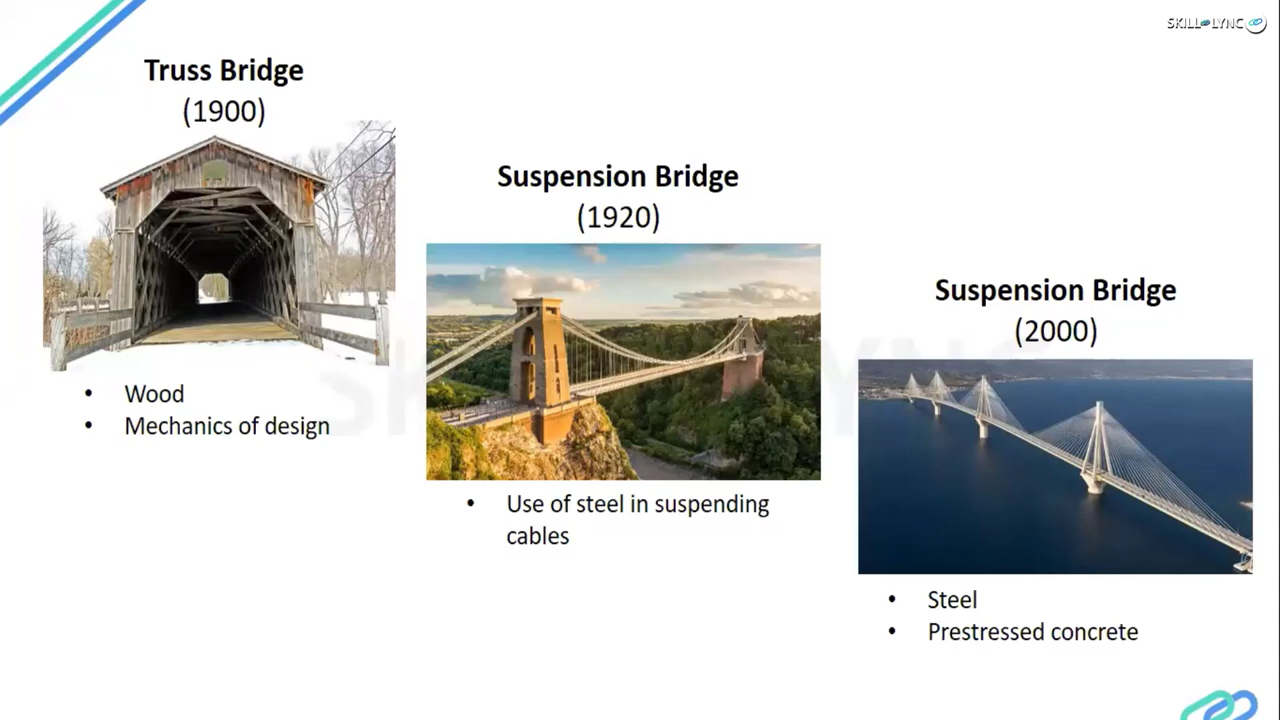 SKILL LYNC
Truss Bridge
(1900)
• Wood
• Mechanics of design
Suspension Bridge
(1920)
• Use of steel in suspending
cables
Suspension Bridge
(2000)
• Steel
• Prestressed concrete